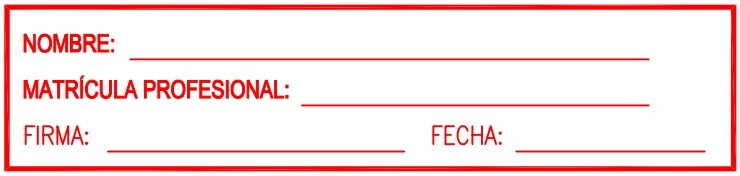 NOMBRE:
MATRÍCULA PROFESIONAL:
FIRMA: FECHA: